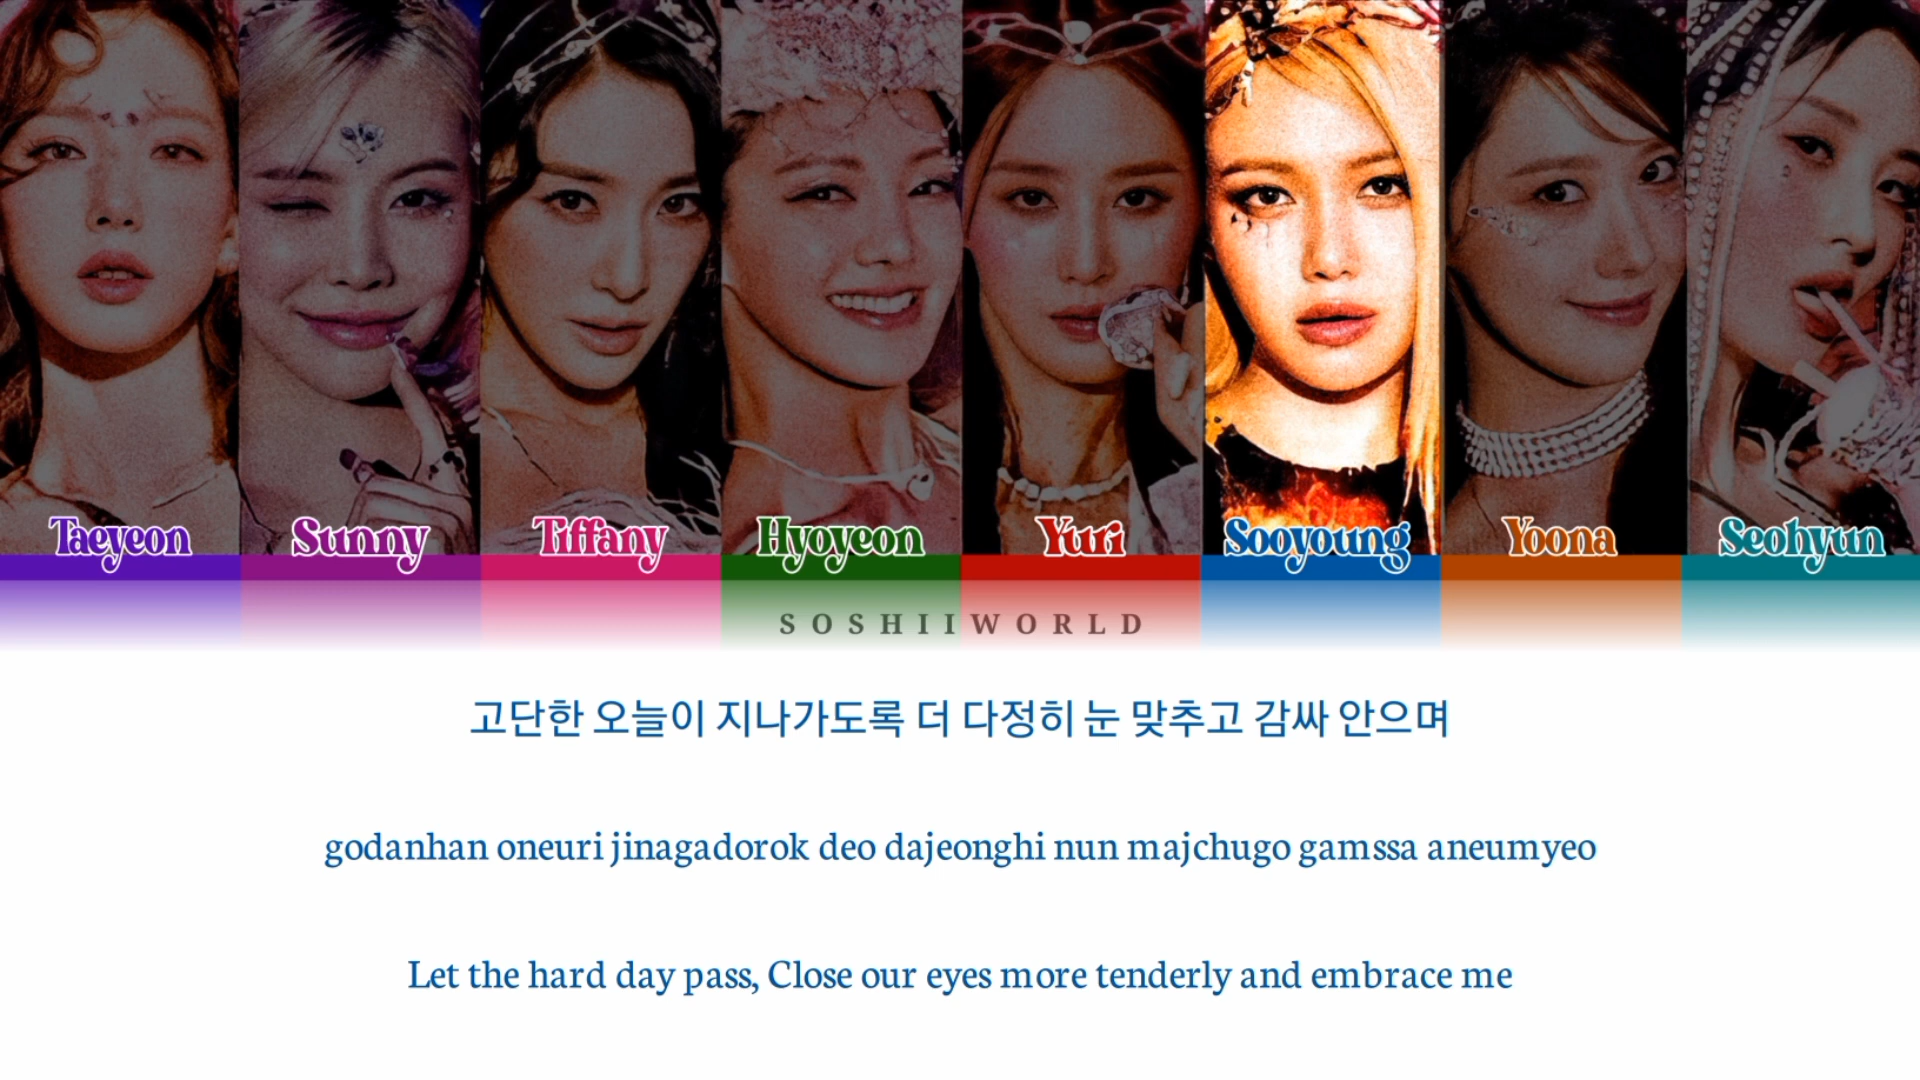 Taeyeon Sunny Tiffany Hyoyeon Yuri Sooyoung Yoona Seohyun
SOSHIIWORLD
고단한 오늘이 지나가도록 더 다정히 눈 맞추고 감싸 안으며
godanhan oneuri jinagadorok deo dajeonghi nun majchugo gamssa aneumyeo
Let the hard day pass, Close our eyes more tenderly and embrace me